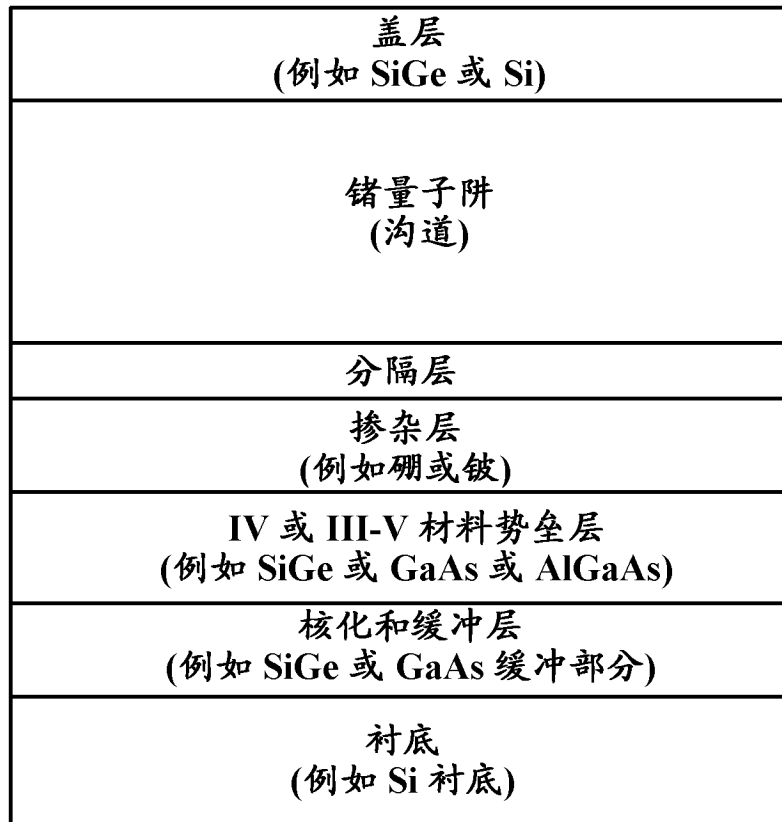 盖层
(例如 SiGe 或 Si)
锗量子阱
(沟道)
分隔层
掺杂层
(例如硼或铍)
IV 或 III-V 材料势垒层
(例如 SiGe 或 GaAs 或 AlGaAs)
核化和缓冲层
(例如 SiGe 或 GaAs 缓冲部分)
衬底
(例如 Si 衬底)